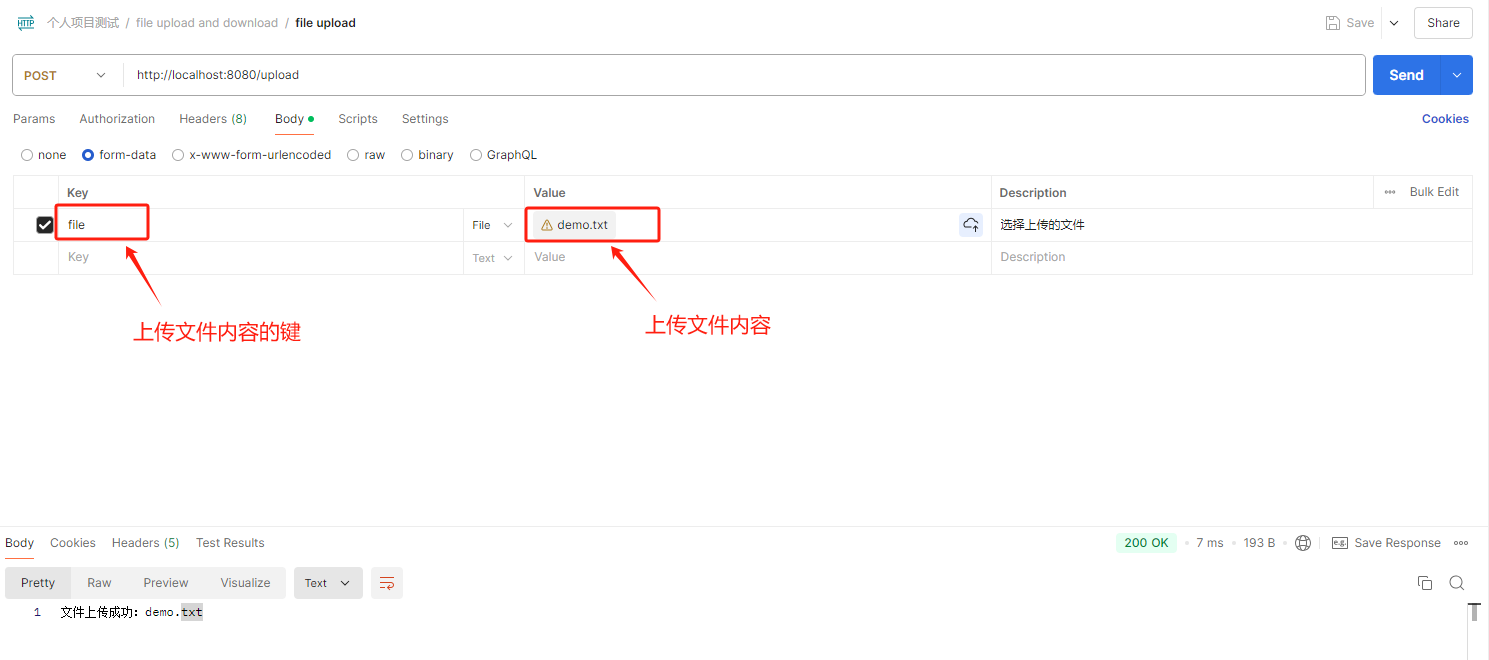 HTTP 个人项目测试 / file upload and download / file upload Save Share
POST http://localhost:8080/upload Send
Params Authorization Headers (8) Body Scripts Settings Cookies
none form-data x-www-form-urlencoded raw binary GraphQL
Key Value Description Bulk Edit
file File demo.txt 选择上传的文件
Key Text Value Description
上传文件内容的键 上传文件内容
Body Cookies Headers (5) Test Results 200 OK 7 ms 193 B e.g. Save Response
Pretty Raw Preview Visualize Text
1 文件上传成功: demo.txt